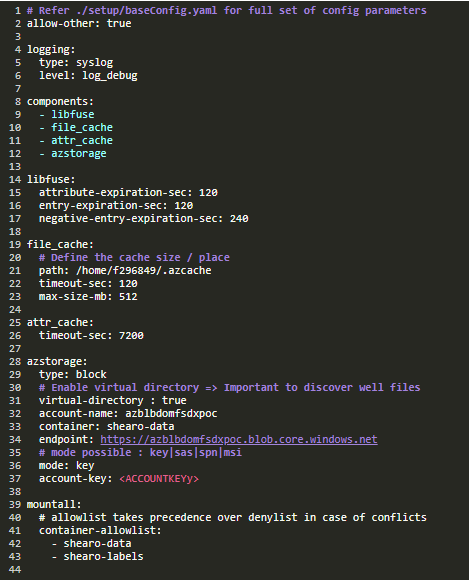 1 # Refer ./setup/baseConfig.yaml for full set of config parameters
2 allow-other: true
3
4 logging:
5   type: syslog
6   level: log_debug
7
8 components:
9   - libfuse
10   - file_cache
11   - attr_cache
12   - azstorage
13
14 libfuse:
15   attribute-expiration-sec: 120
16   entry-expiration-sec: 120
17   negative-entry-expiration-sec: 240
18
19 file_cache:
20   # Define the cache size / place
21   path: /home/f296849/.azcache
22   timeout-sec: 120
23   max-size-mb: 512
24
25 attr_cache:
26   timeout-sec: 7200
27
28 azstorage:
29   type: block
30   # Enable virtual directory => Important to discover well files
31   virtual-directory : true
32   account-name: azblbdomfsdxpoc
33   container: shearo-data
34   endpoint: https://azblbdomfsdxpoc.blob.core.windows.net
35   # mode possible : key|sas|spn|msi
36   mode: key
37   account-key: <ACCOUNTKEYy>
38
39 mountall:
40   # allowlist takes precedence over denylist in case of conflicts
41   container-allowlist:
42     - shearo-data
43     - shearo-labels
44